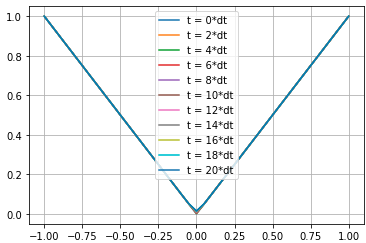 1.0
0.8
0.6
0.4
0.2
0.0
t = 0*dt
t = 2*dt
t = 4*dt
t = 6*dt
t = 8*dt
t = 10*dt
t = 12*dt
t = 14*dt
t = 16*dt
t = 18*dt
t = 20*dt
−1.00 −0.75 −0.50 −0.25 0.00 0.25 0.50 0.75 1.00